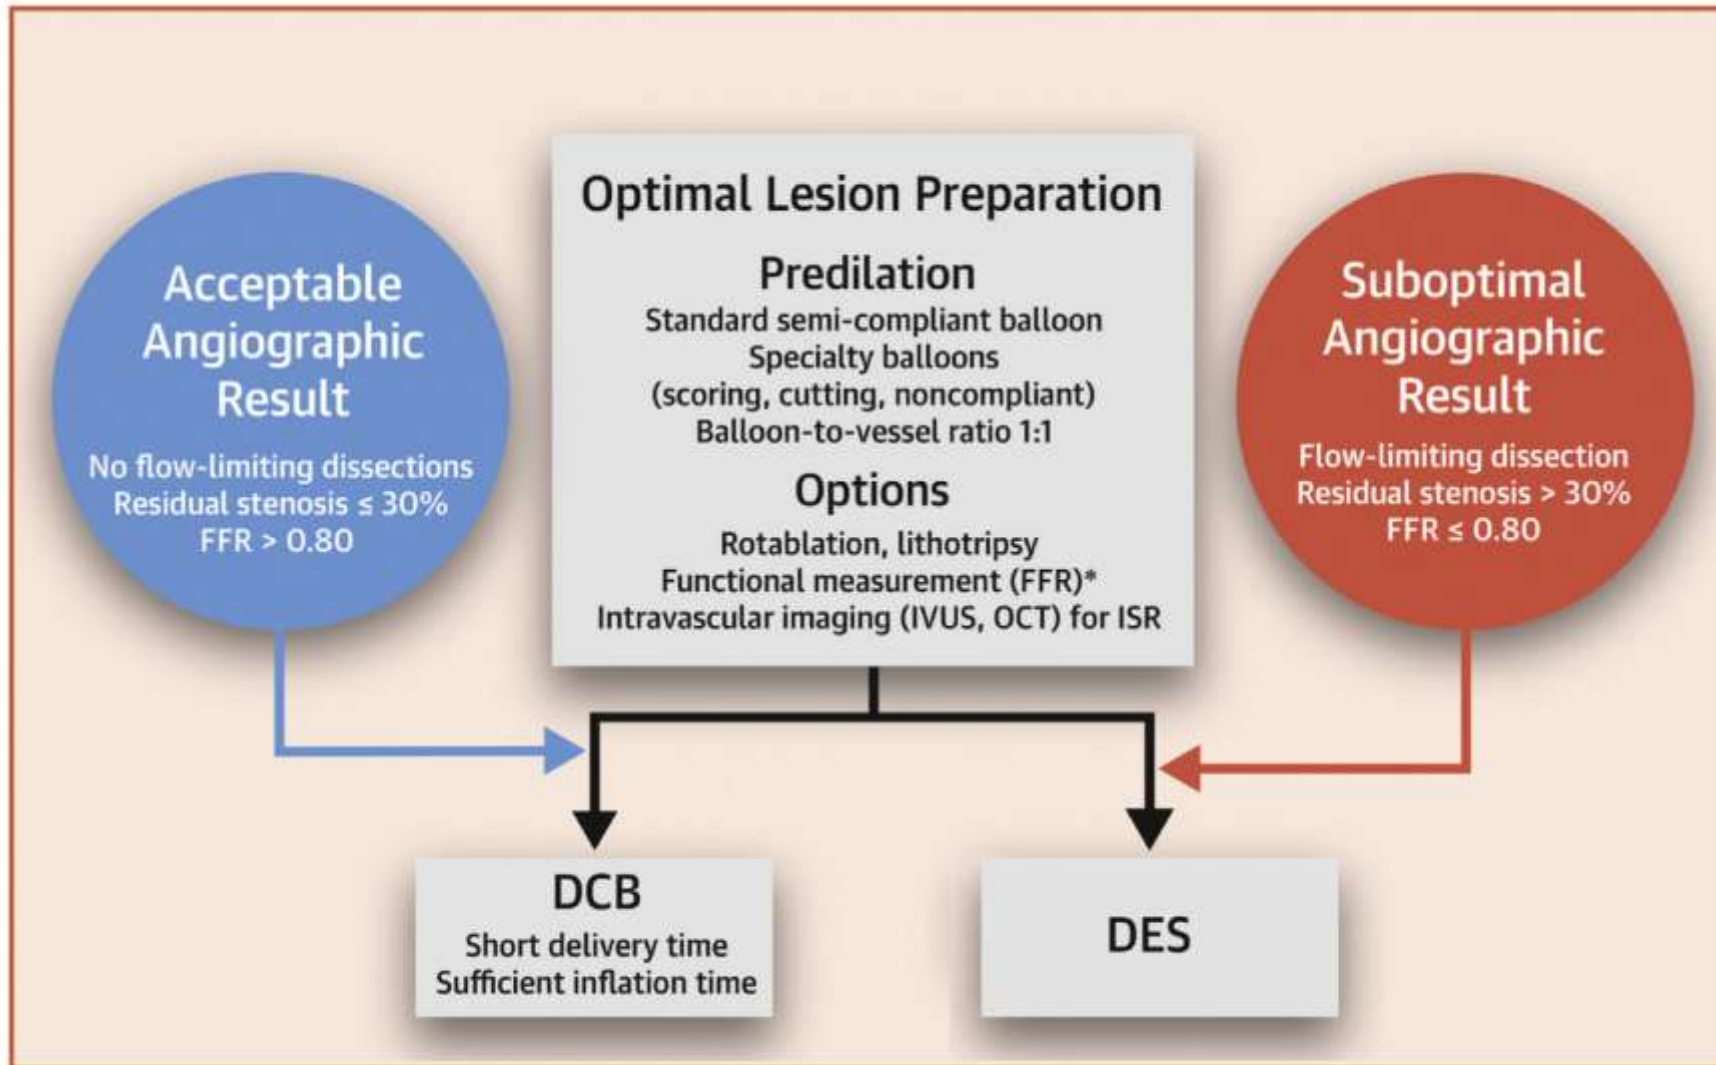 Optimal Lesion Preparation
Predilation
Standard semi-compliant balloon
Specialty balloons
(scoring, cutting, noncompliant)
Balloon-to-vessel ratio 1:1
Options
Rotablation, lithotripsy
Functional measurement (FFR)*
Intravascular imaging (IVUS, OCT) for ISR
Acceptable
Angiographic
Result
No flow-limiting dissections
Residual stenosis ≤ 30%
FFR > 0.80
Suboptimal
Angiographic
Result
Flow-limiting dissection
Residual stenosis > 30%
FFR ≤ 0.80
DCB
Short delivery time
Sufficient inflation time
DES